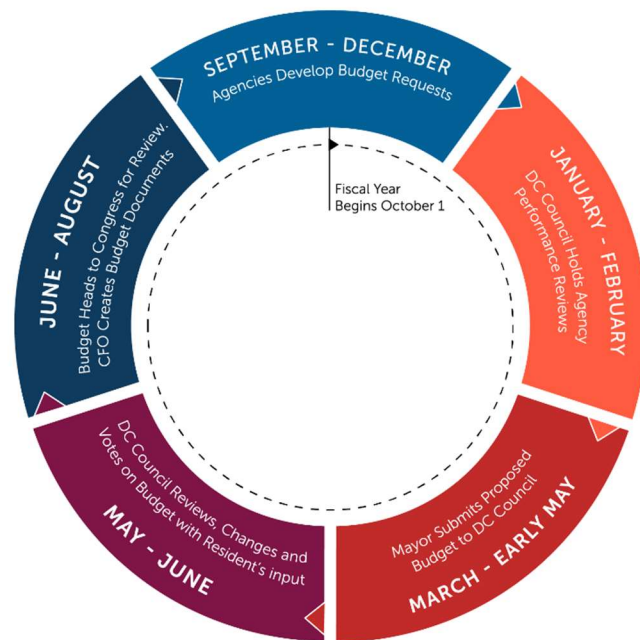 SEPTEMBER - DECEMBER
Agencies Develop Budget Requests
JANUARY - FEBRUARY
DC Council Holds Agency
Performance Reviews
Mayor Submits Proposed
Budget to DC Council
MARCH - EARLY MAY
DC Council Reviews, Changes and
Votes on Budget with Resident's input
MAY - JUNE
JUNE - AUGUST
Budget Heads to Congress for Review.
CFO Creates Budget Documents
Fiscal Year
Begins October 1